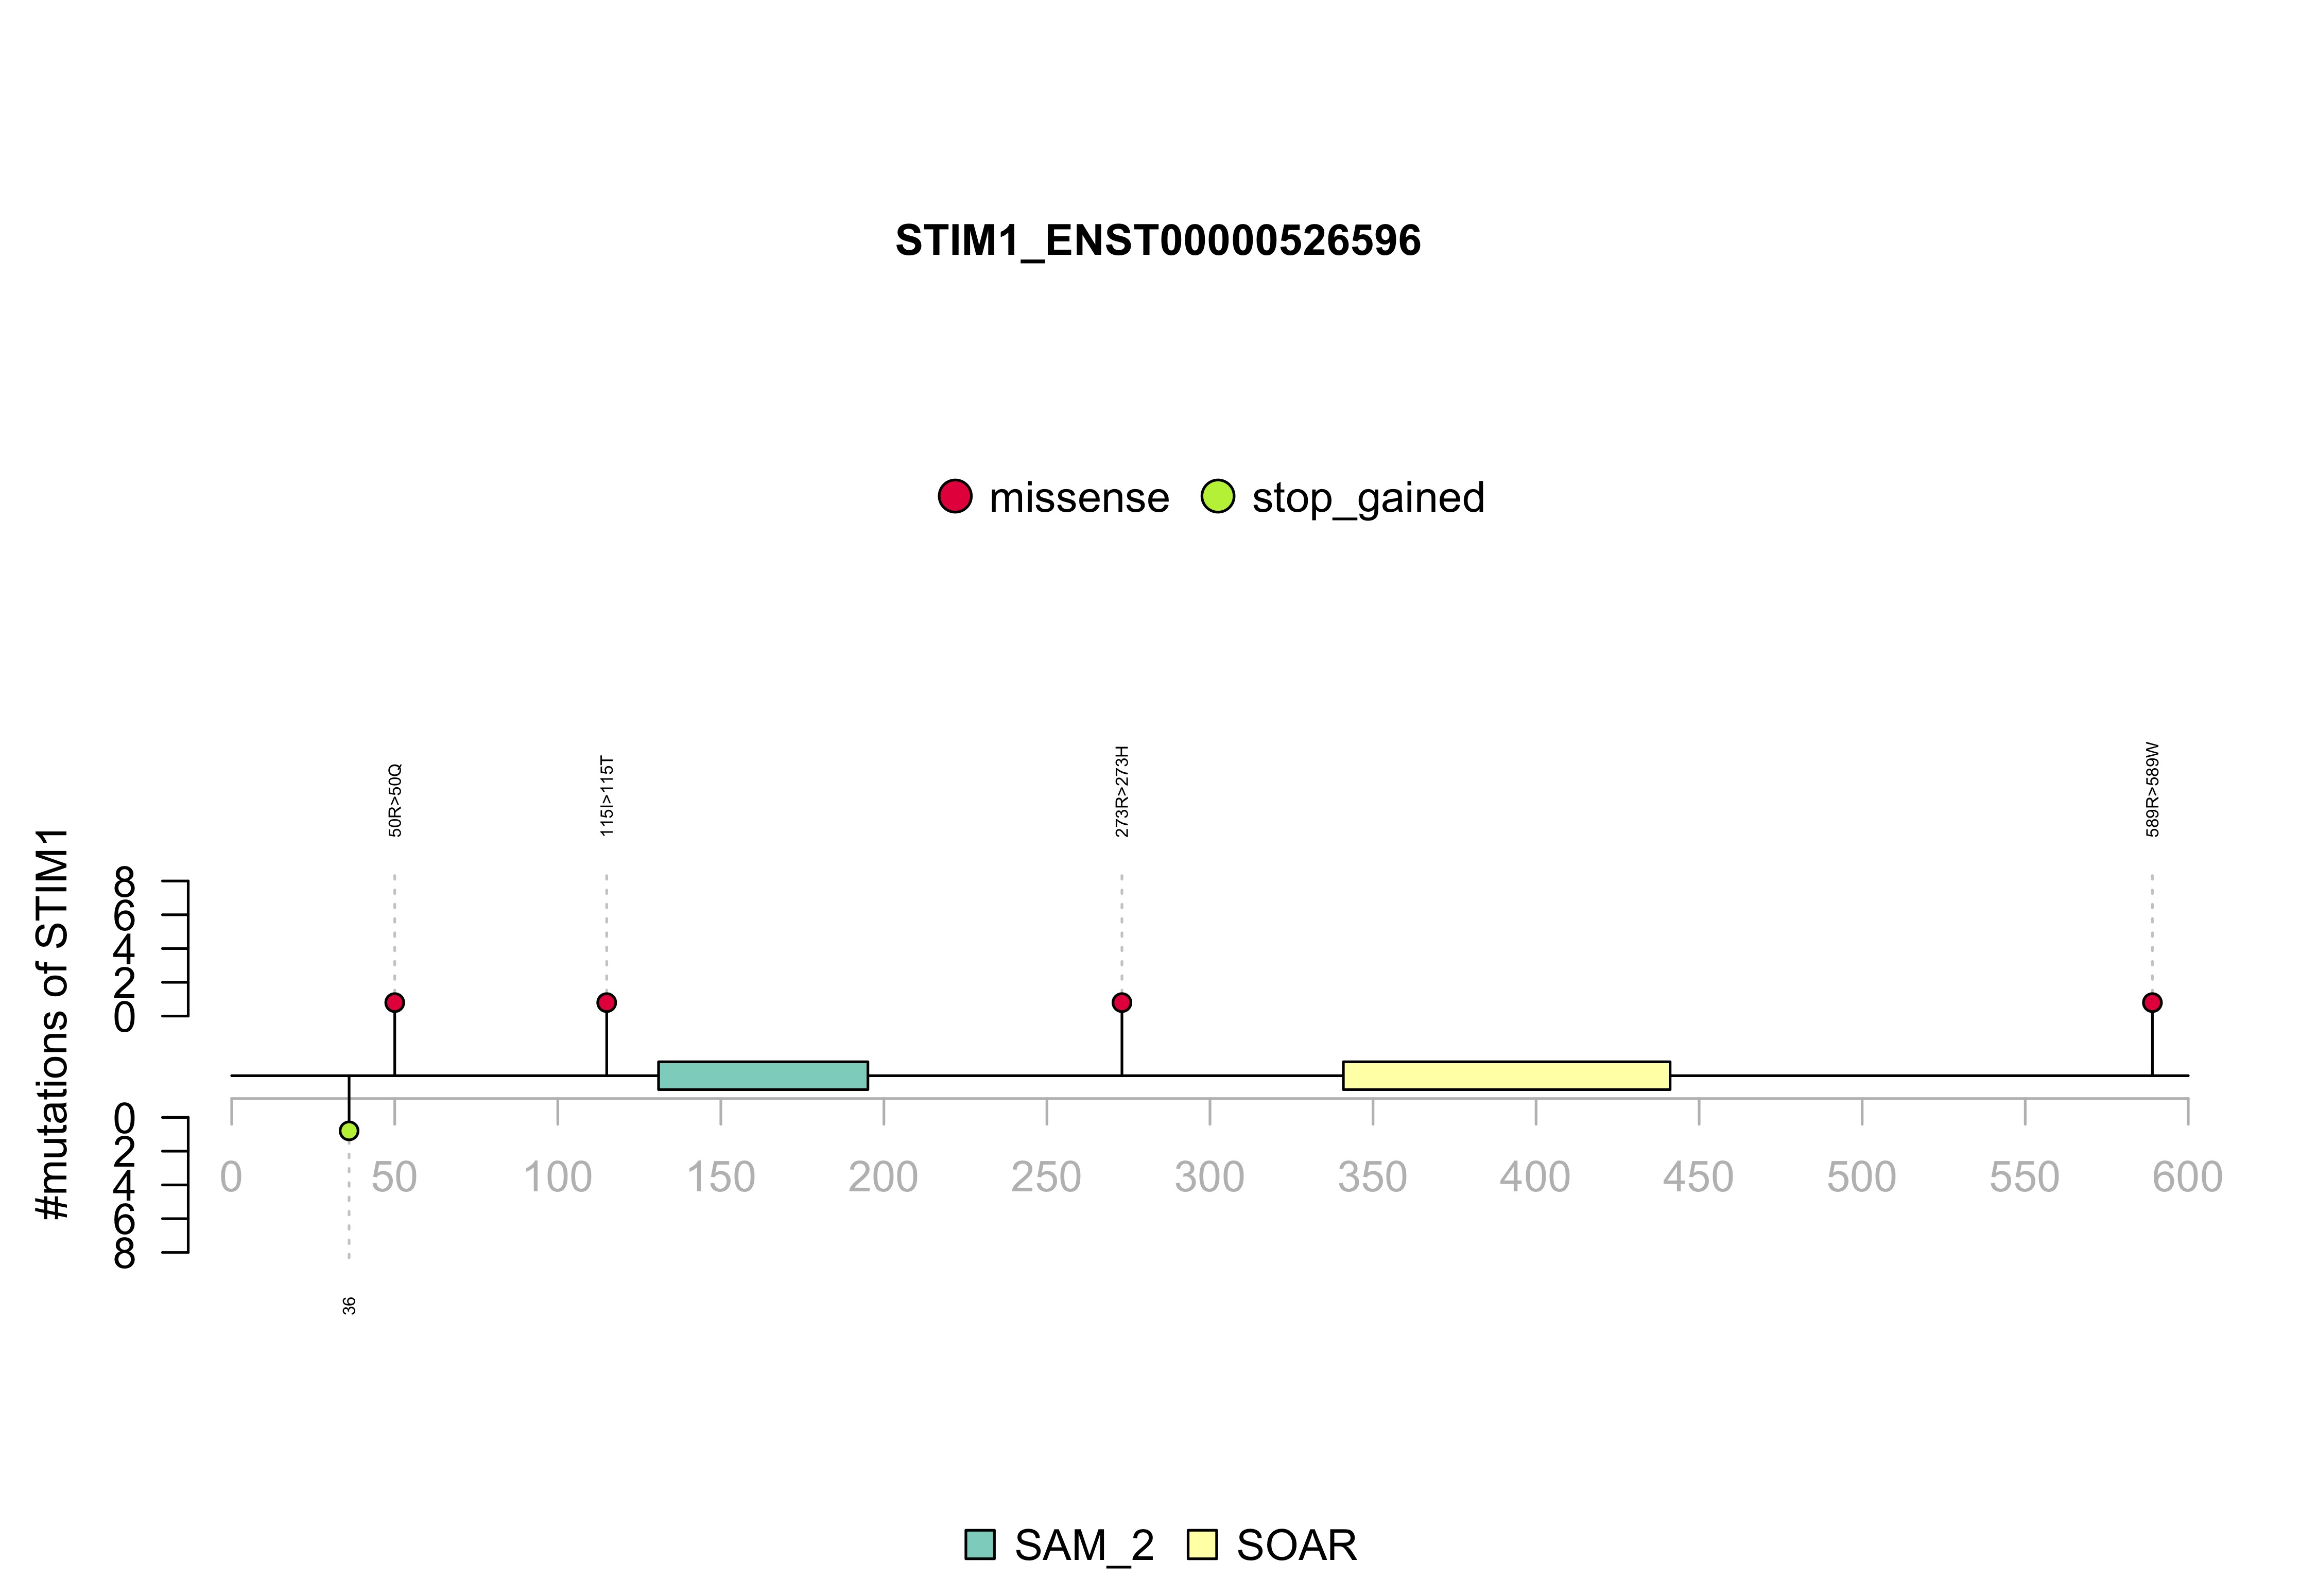 STIM1_ENST00000526596
missense stop_gained
50R>50Q
115I>115T
273R>273H
589R>589W
#mutations of STIM1
8
6
4
2
0
0
2
4
6
8
0 50 100 150 200 250 300 350 400 450 500 550 600
36
SAM_2 SOAR